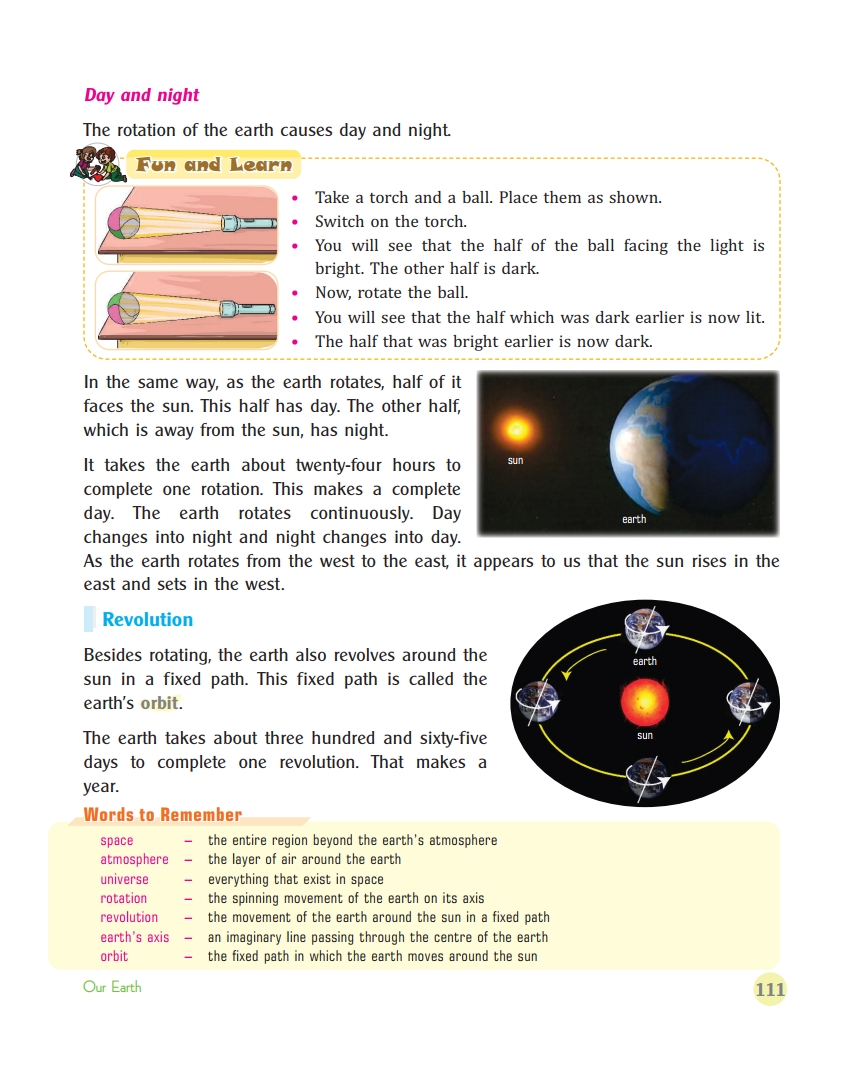 Day and night
The rotation of the earth causes day and night.
Fun and Learn
• Take a torch and a ball. Place them as shown.
• Switch on the torch.
• You will see that the half of the ball facing the light is
bright. The other half is dark.
• Now, rotate the ball.
• You will see that the half which was dark earlier is now lit.
• The half that was bright earlier is now dark.
In the same way, as the earth rotates, half of it
faces the sun. This half has day. The other half,
which is away from the sun, has night.
It takes the earth about twenty-four hours to
complete one rotation. This makes a complete
day. The earth rotates continuously. Day
changes into night and night changes into day.
As the earth rotates from the west to the east, it appears to us that the sun rises in the
east and sets in the west.
sun
earth
Revolution
Besides rotating, the earth also revolves around the
sun in a fixed path. This fixed path is called the
earth's orbit.
The earth takes about three hundred and sixty-five
days to complete one revolution. That makes a
year.
earth
sun
Words to Remember
space – the entire region beyond the earth's atmosphere
atmosphere – the layer of air around the earth
universe – everything that exist in space
rotation – the spinning movement of the earth on its axis
revolution – the movement of the earth around the sun in a fixed path
earth's axis – an imaginary line passing through the centre of the earth
orbit – the fixed path in which the earth moves around the sun
Our Earth
111